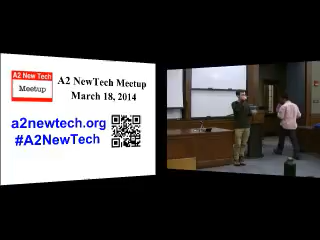 A2 New Tech
Meetup
A2 NewTech Meetup
March 18, 2014
a2newtech.org
#A2NewTech